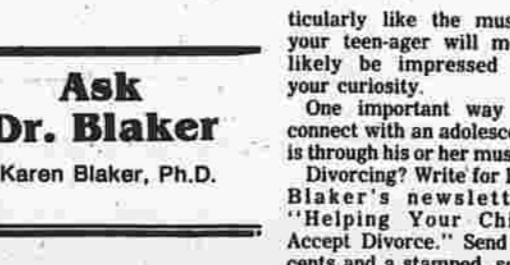 Ask
Dr. Blaker
Karen Blaker, Ph.D.
ticularly like the mus
your teen-ager will m
likely be impressed
your curiosity.
One important way
connect with an adolesc
is through his or her mus
Divorcing? Write for
Blaker's newslett
"Helping Your Chi
Accept Divorce." Send
cents and a stamped, se